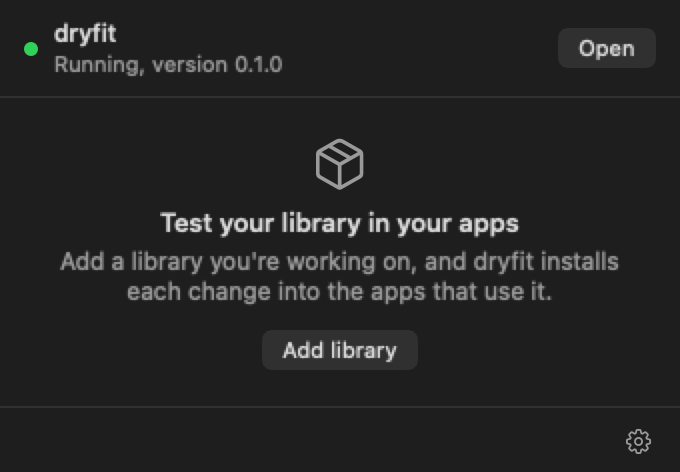 dryfit
Running, version 0.1.0
Open
Test your library in your apps
Add a library you're working on, and dryfit installs
each change into the apps that use it.
Add library